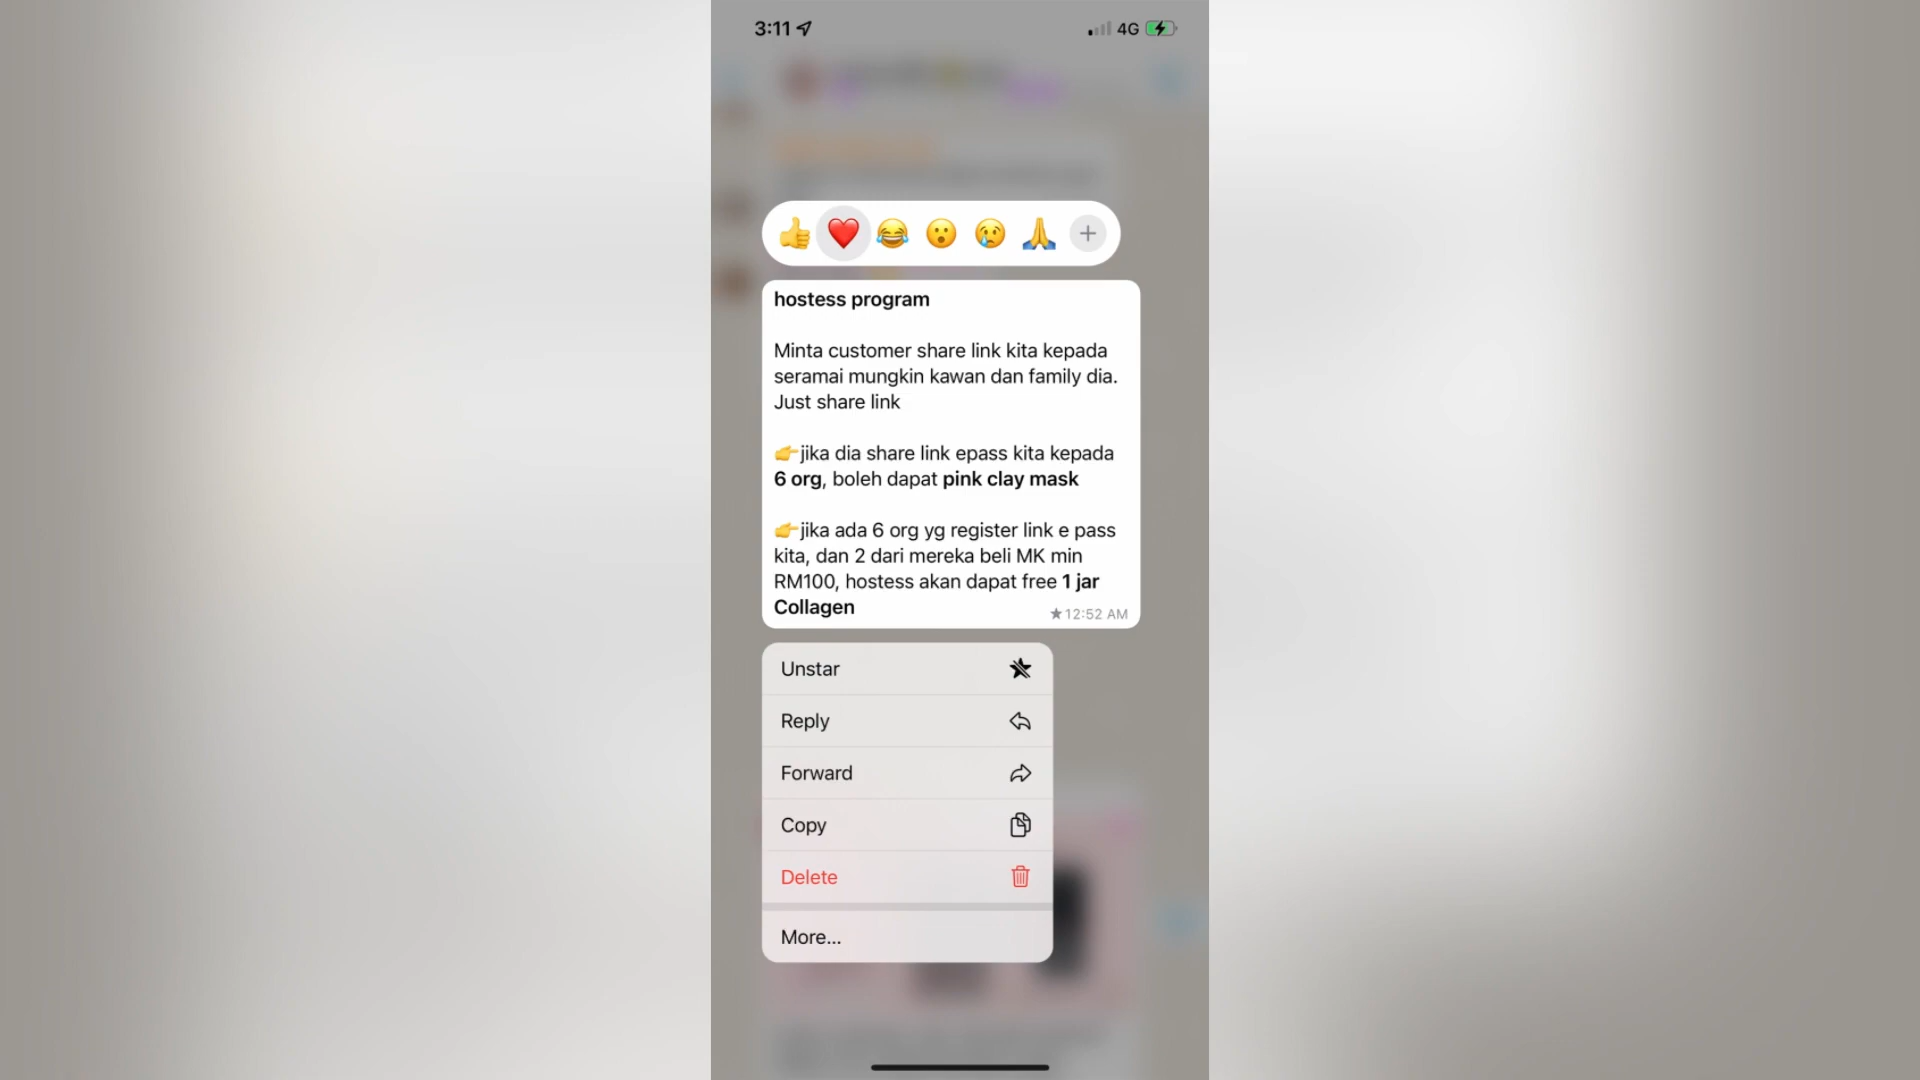 3:11
4G
hostess program
Minta customer share link kita kepada
seramai mungkin kawan dan family dia.
Just share link
👉jika dia share link epass kita kepada
6 org, boleh dapat pink clay mask
👉jika ada 6 org yg register link e pass
kita, dan 2 dari mereka beli MK min
RM100, hostess akan dapat free 1 jar
Collagen
★12:52 AM
Unstar
Reply
Forward
Copy
Delete
More...